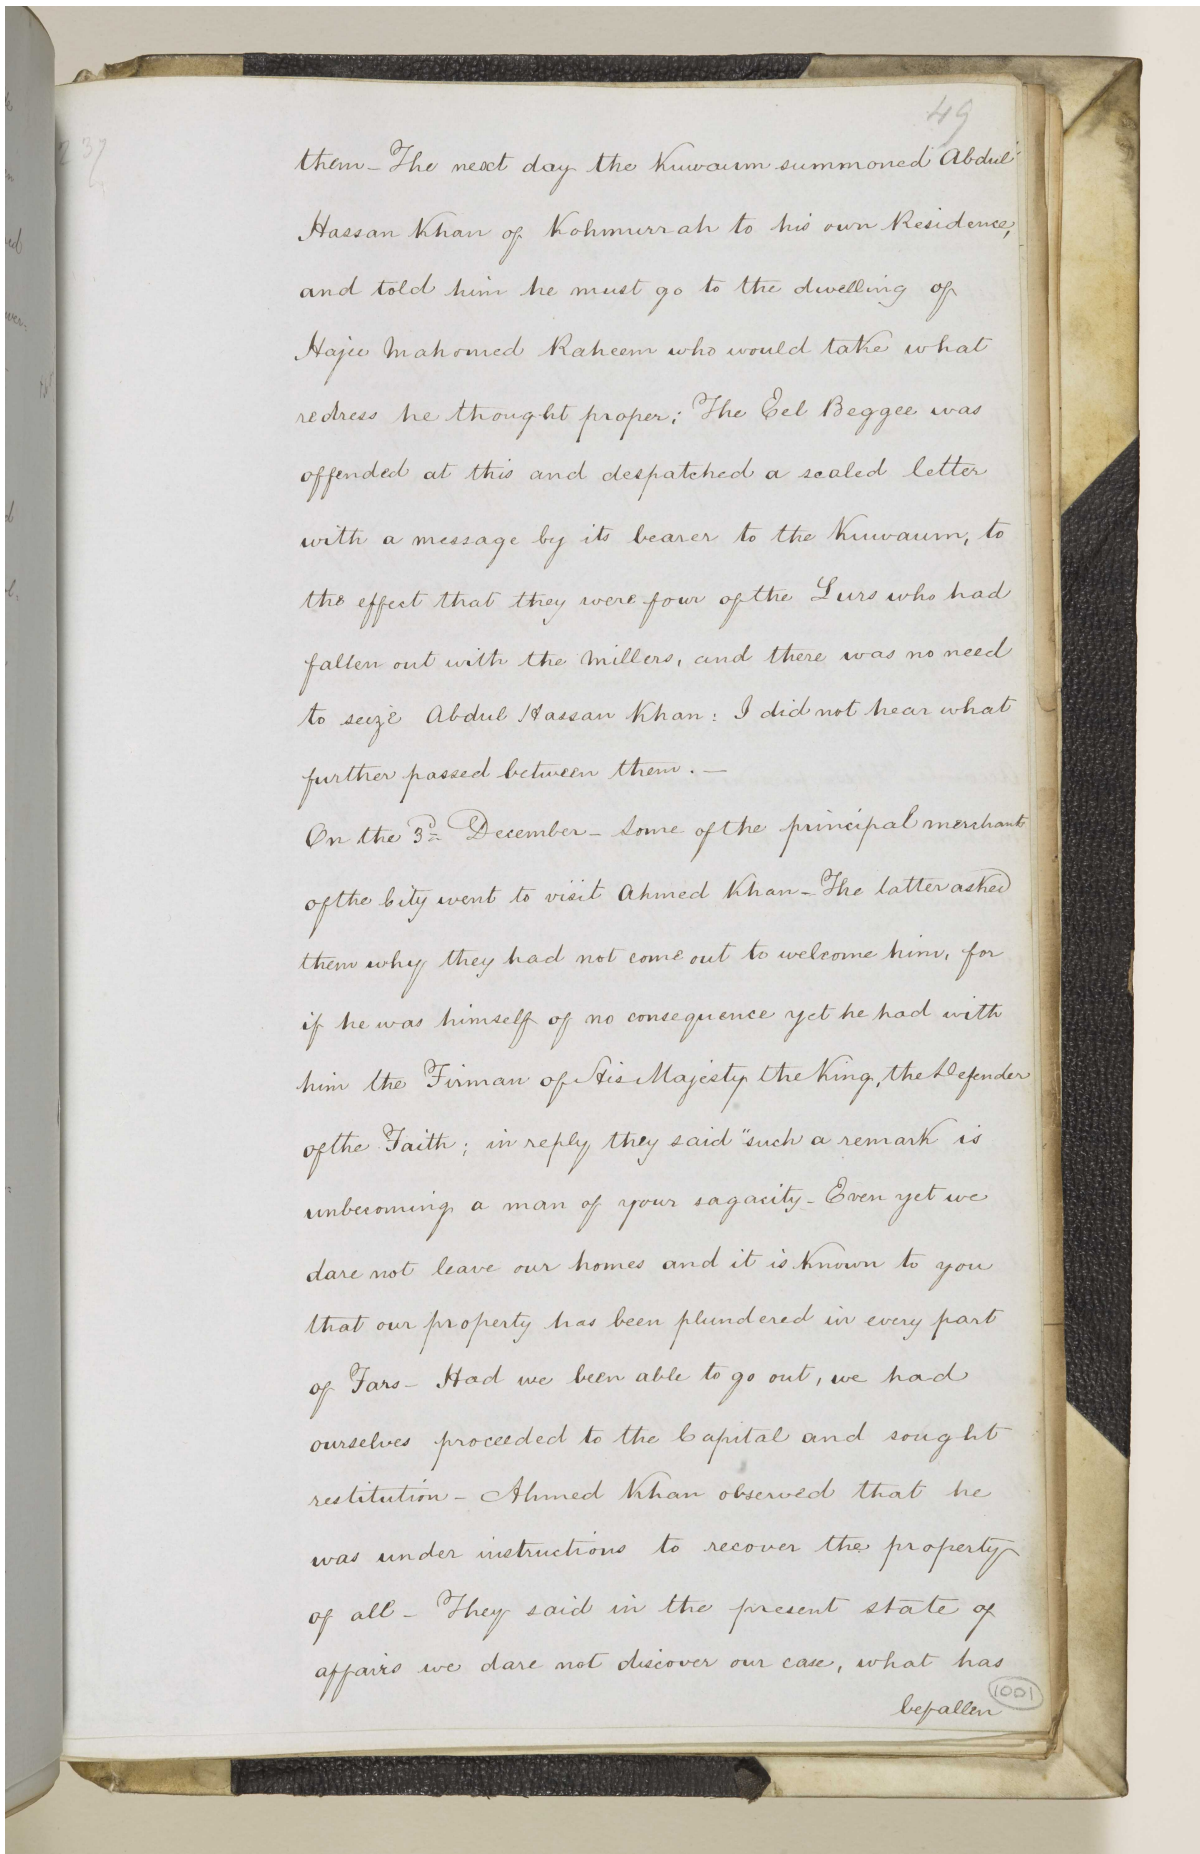 49
237
them – The next day the Kuwaum summoned Abdul
Hassan Khan of Kohmurrah to his own Residence,
and told him he must go to the dwelling of
Hajee Mahomed Raheem who would take what
redress he thought proper; The Eel Beggee was
offended at this and despatched a sealed letter
with a message by its bearer to the Kuwaum, to
the effect that they were four of the Lurs who had
fallen out with the Millers, and there was no need
to seize Abdul Hassan Khan: I did not hear what
further passed between them. –
On the 3d December – Some of the principal merchants
of the City went to visit Ahmed Khan – The latter asked
them why they had not come out to welcome him, for
if he was himself of no consequence yet he had with
him the Firman of His Majesty the King, the Defender
of the Faith; in reply they said "such a remark is
unbecoming a man of your sagacity – Even yet we
dare not leave our homes and it is Known to you
that our property has been plundered in every part
of Fars – Had we been able to go out, we had
ourselves proceeded to the Capital and sought
restitution – Ahmed Khan observed that he
was under instructions to recover the property
of all – They said in the present state of
affairs we dare not discover our case, what has
befallen
1001